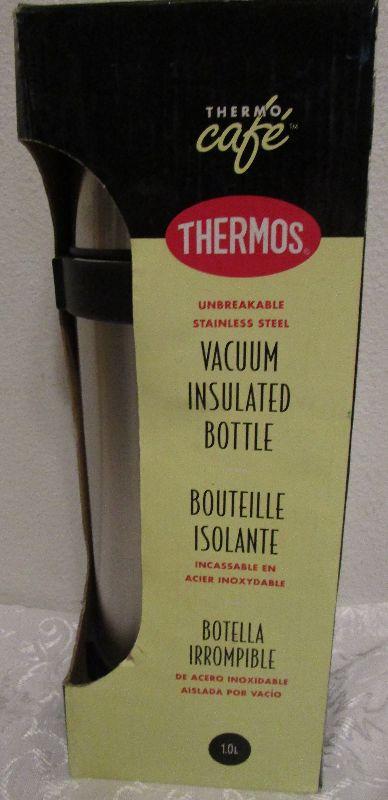 THERMO
café™
THERMOS®
UNBREAKABLE
STAINLESS STEEL
VACUUM
INSULATED
BOTTLE
BOUTEILLE
ISOLANTE
INCASSABLE EN
ACIER INOXYDABLE
BOTELLA
IRROMPIBLE
DE ACERO INOXIDABLE
AISLADA POR VACÍO
1.0L